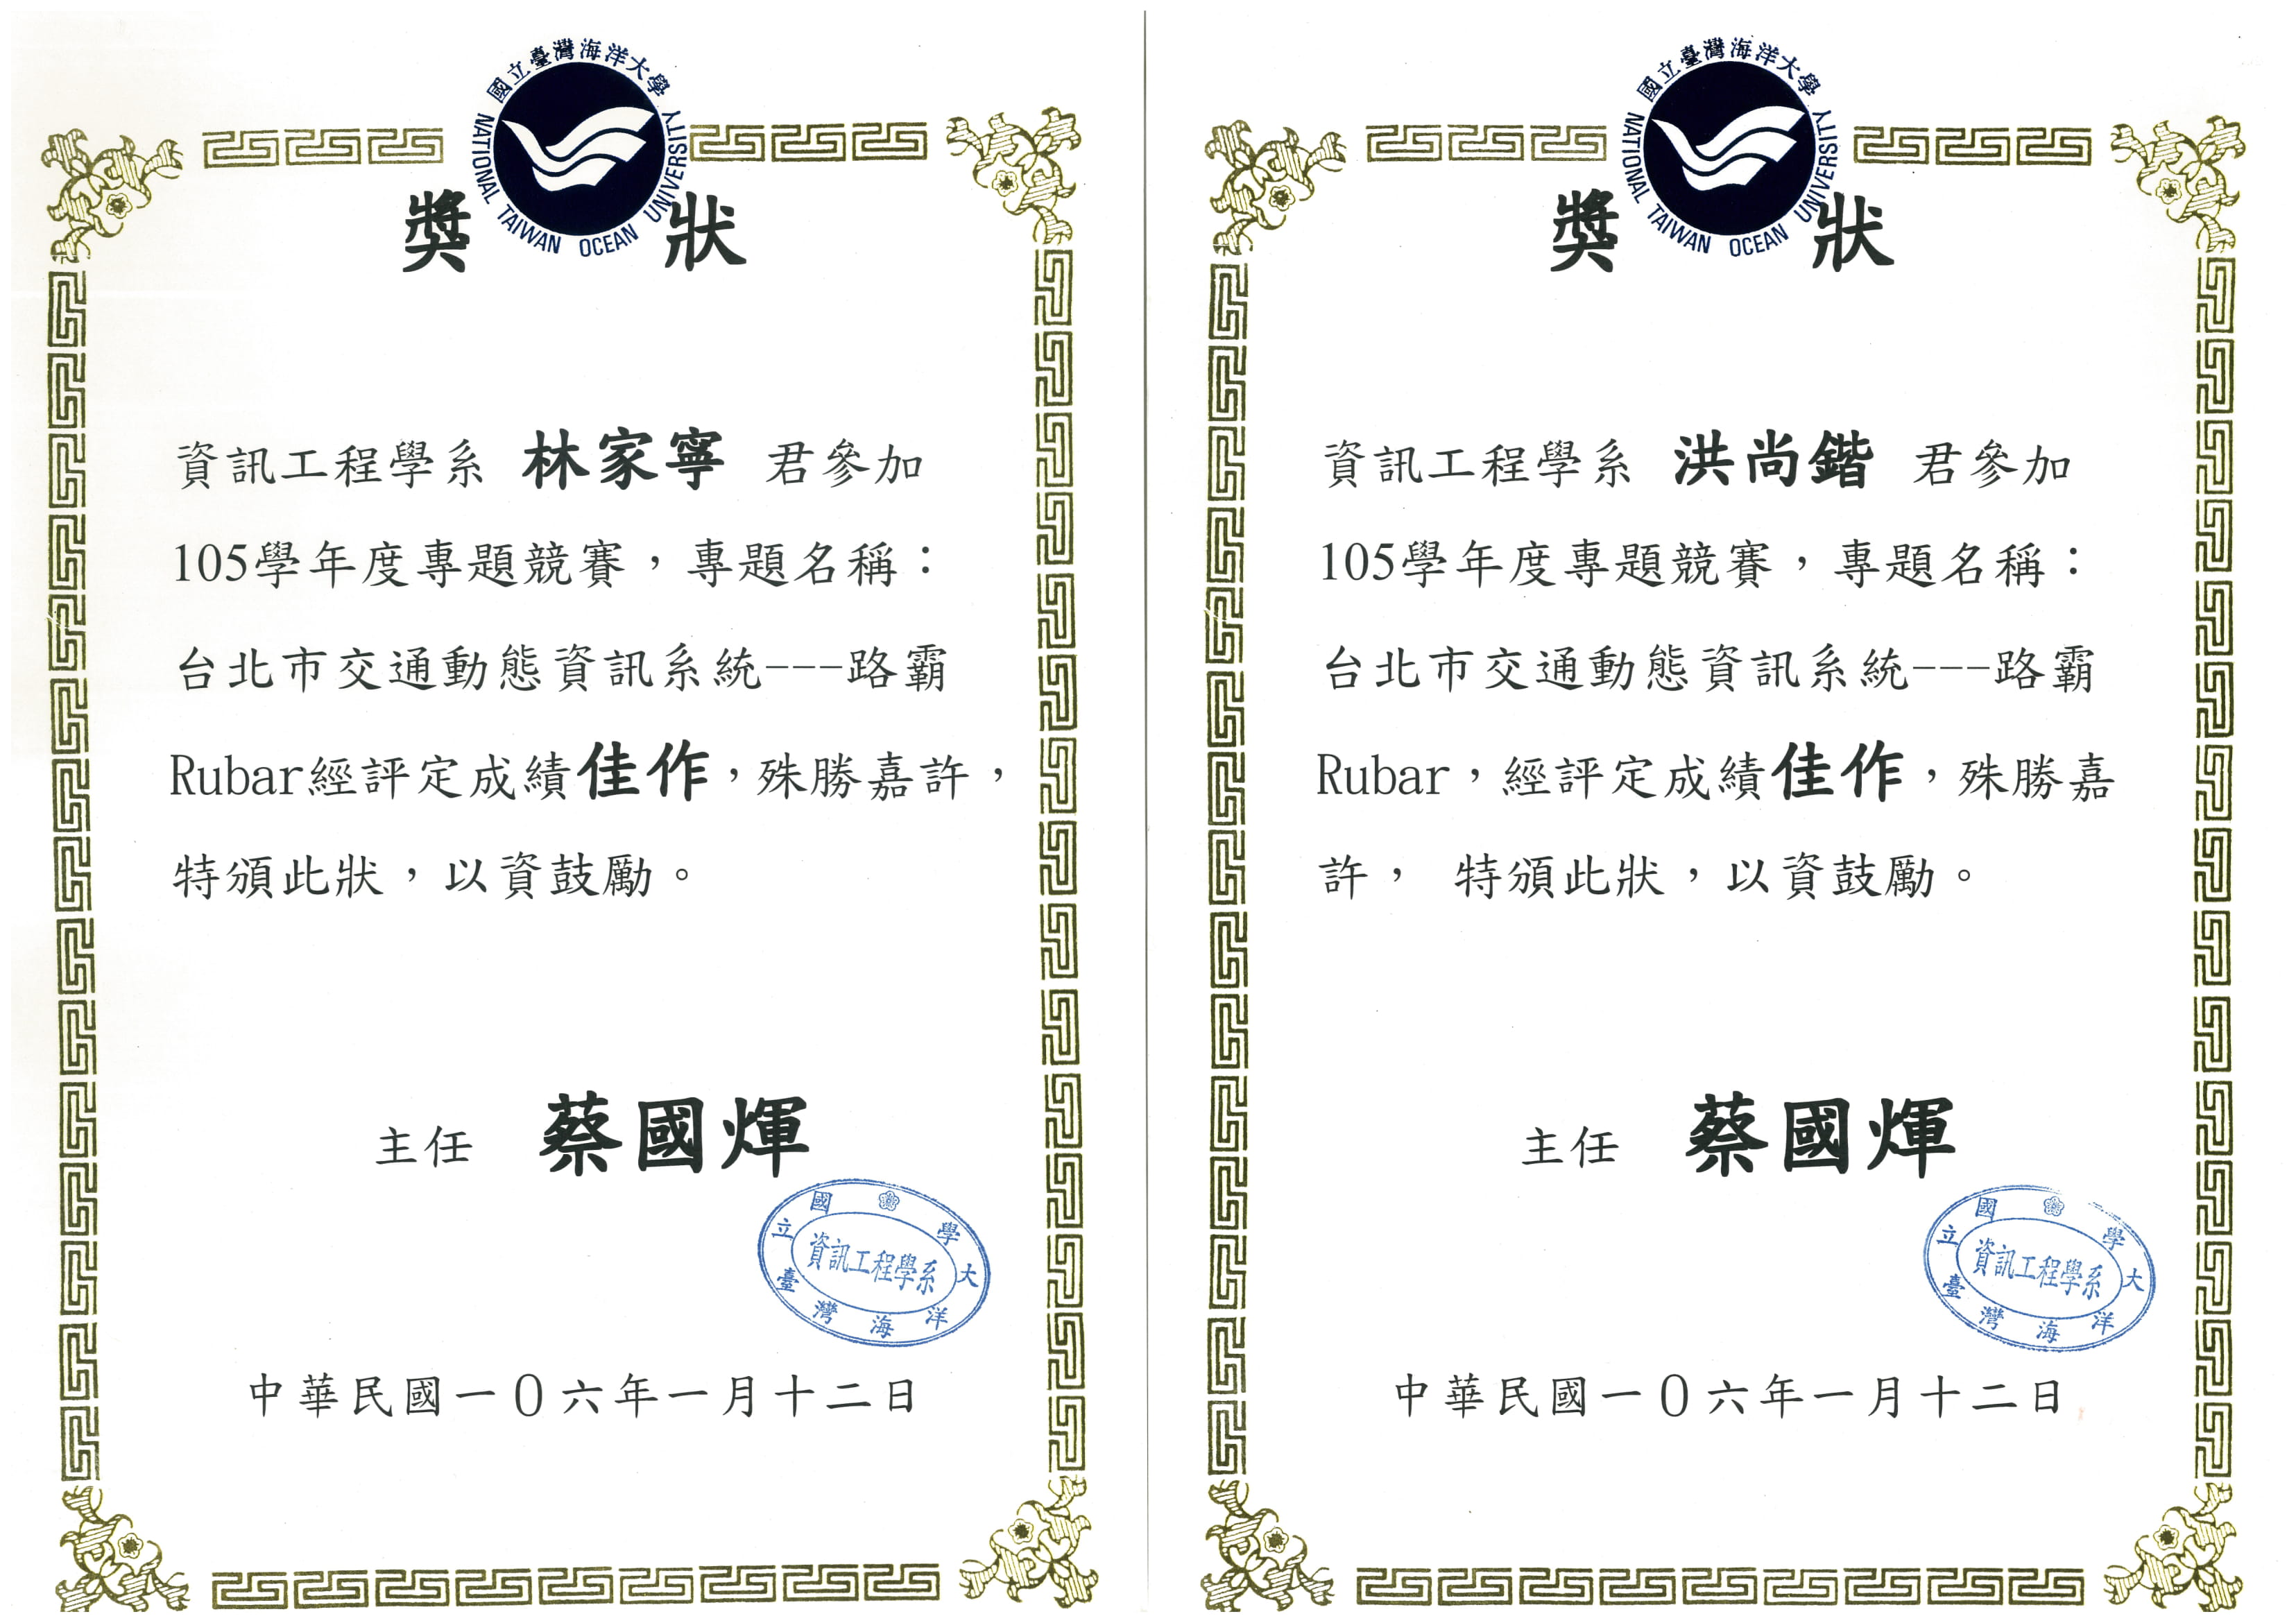 國立臺灣海洋大學
NATIONAL TAIWAN OCEAN UNIVERSITY
獎 狀
資訊工程學系 林家寧 君參加
105學年度專題競賽，專題名稱：
台北市交通動態資訊系統---路霸
Rubar經評定成績佳作，殊勝嘉許，
特頒此狀，以資鼓勵。
主任 蔡國煇
國立臺灣海洋大學
資訊工程學系
中華民國一０六年一月十二日
國立臺灣海洋大學
NATIONAL TAIWAN OCEAN UNIVERSITY
獎 狀
資訊工程學系 洪尚鍇 君參加
105學年度專題競賽，專題名稱：
台北市交通動態資訊系統---路霸
Rubar，經評定成績佳作，殊勝嘉
許， 特頒此狀，以資鼓勵。
主任 蔡國煇
國立臺灣海洋大學
資訊工程學系
中華民國一０六年一月十二日